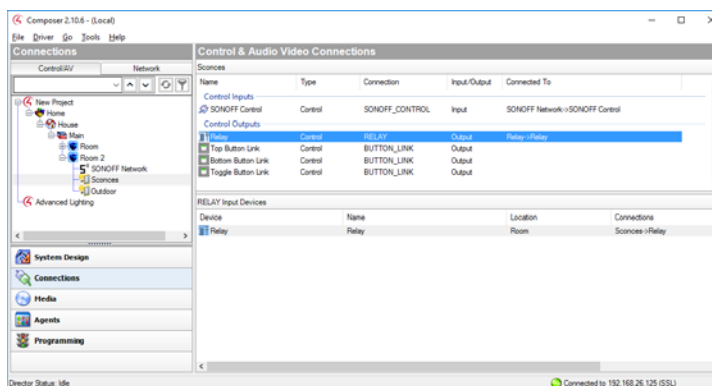 Composer 2.10.6 - (Local)
File Driver Go Tools Help
Connections
Control/AV Network
New Project
Home
House
Main
Room
Room 2
SONOFF Network
Sconces
Outdoor
Advanced Lighting
System Design
Connections
Media
Agents
Programming
Control & Audio Video Connections
Sconces
Name Type Connection Input/Output Connected To
Control Inputs
SONOFF Control Control SONOFF_CONTROL Input SONOFF Network->SONOFF Control
Control Outputs
Relay Control RELAY Output Relay->Relay
Top Button Link Control BUTTON_LINK Output
Bottom Button Link Control BUTTON_LINK Output
Toggle Button Link Control BUTTON_LINK Output
RELAY Input Devices
Device Name Location Connections
Relay Relay Room Sconces->Relay
Director Status: Idle
Connected to 192.168.26.125 (SSL)